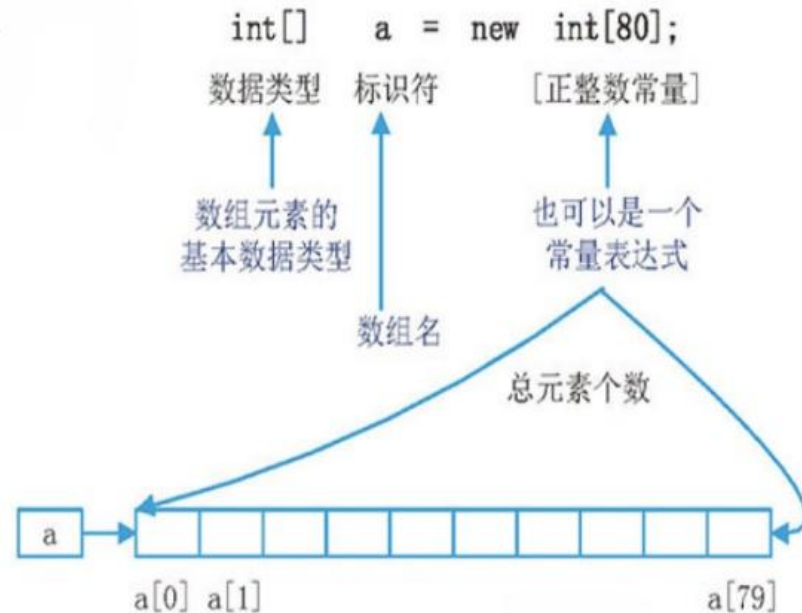 int[] a = new int[80];
数据类型 标识符 [正整数常量]
数组元素的
基本数据类型
也可以是一个
常量表达式
数组名
总元素个数
a
a[0] a[1] a[79]